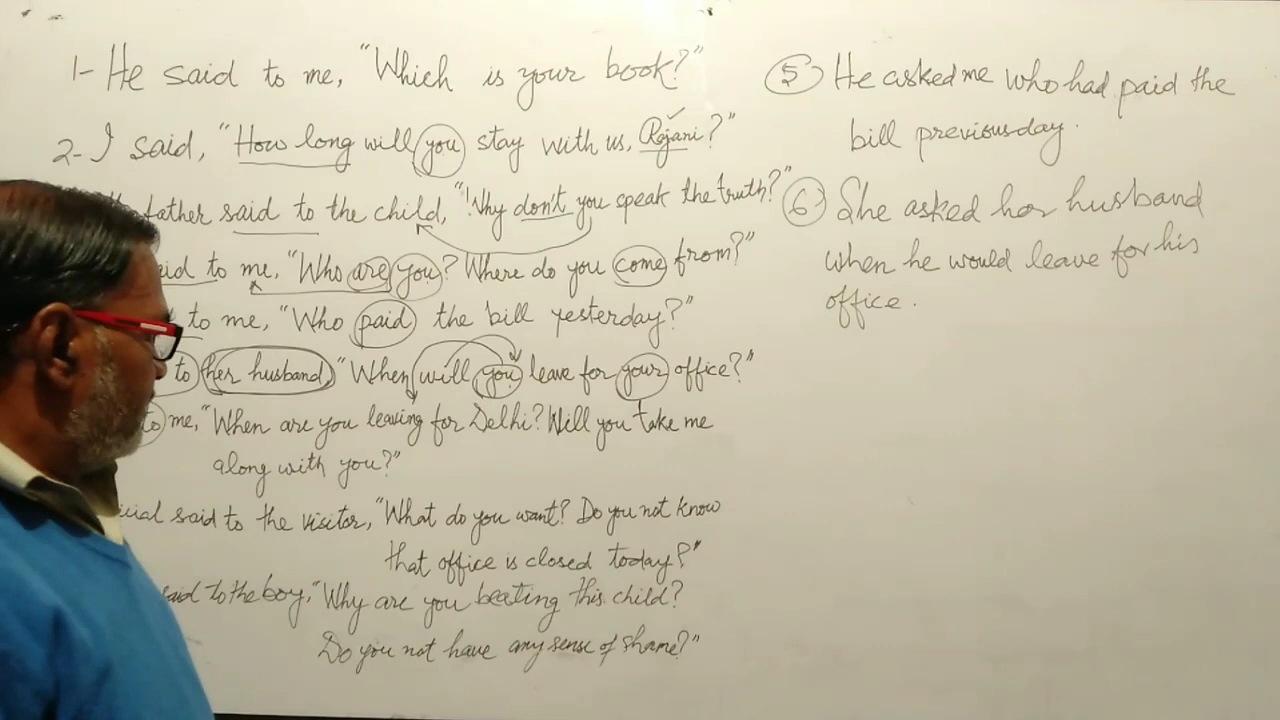 1- He said to me, "Which is your book?"
2- I said, "How long will you stay with us, Rajani?"
father said to the child, "Why don't you speak the truth?"
to me, "Who are you? Where do you come from?"
to me, "Who paid the bill yesterday?"
to her husband "When will you leave for your office?"
to me, "When are you leaving for Delhi? Will you take me
along with you?"
said to the visitor, "What do you want? Do you not know
that office is closed today?"
said to the boy, "Why are you beating this child?
Do you not have any sense of shame?"
5 He asked me who had paid the
bill previous day.
6 She asked her husband
when he would leave for his
office.